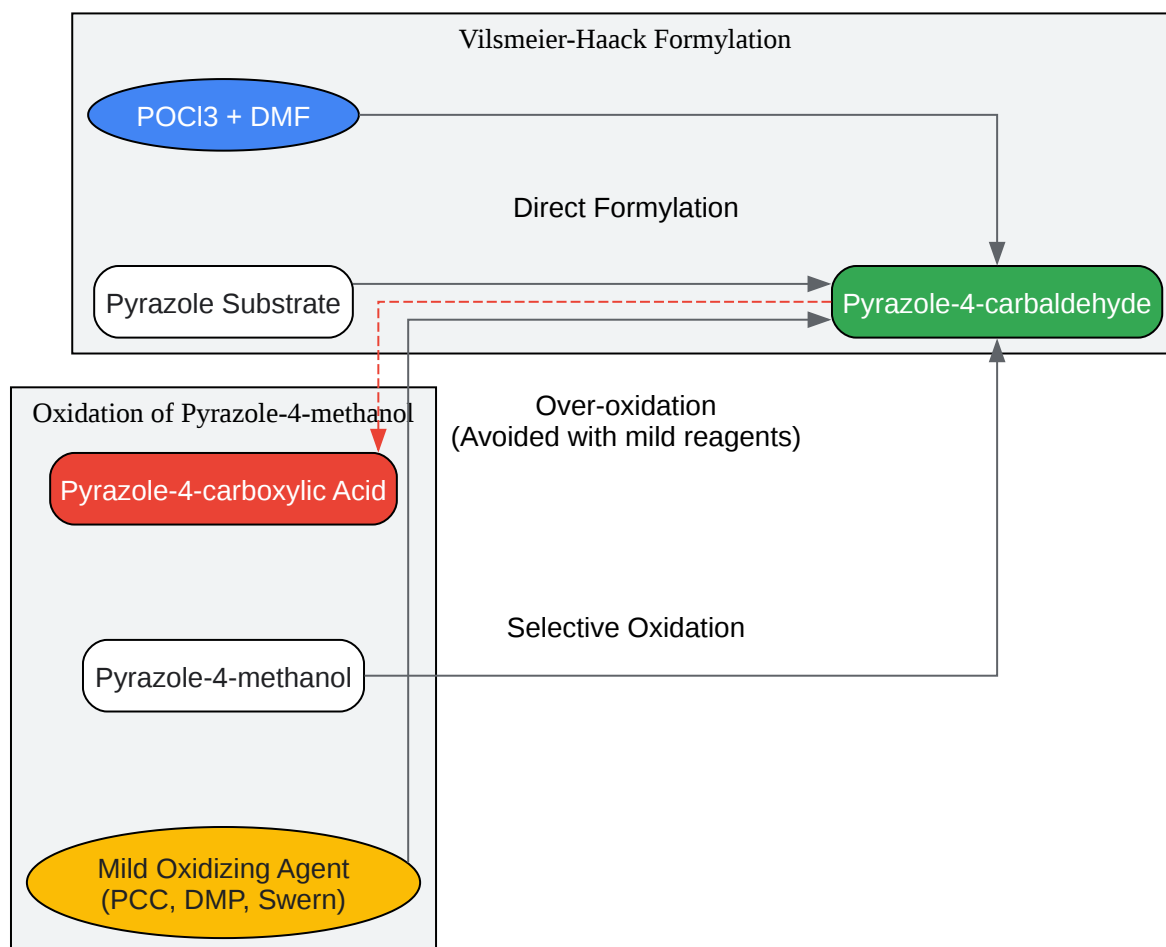 Vilsmeier-Haack Formylation
POCl3 + DMF
Direct Formylation
Pyrazole Substrate
Pyrazole-4-carbaldehyde
Oxidation of Pyrazole-4-methanol
Over-oxidation
(Avoided with mild reagents)
Pyrazole-4-carboxylic Acid
Selective Oxidation
Pyrazole-4-methanol
Mild Oxidizing Agent
(PCC, DMP, Swern)